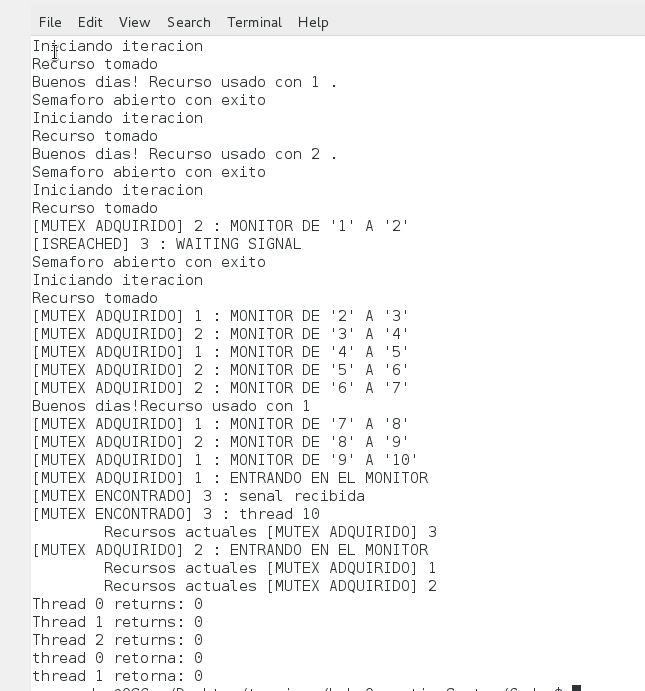 File Edit View Search Terminal Help
Iniciando iteracion
Recurso tomado
Buenos dias! Recurso usado con 1 .
Semaforo abierto con exito
Iniciando iteracion
Recurso tomado
Buenos dias! Recurso usado con 2 .
Semaforo abierto con exito
Iniciando iteracion
Recurso tomado
[MUTEX ADQUIRIDO] 2 : MONITOR DE '1' A '2'
[ISREACHED] 3 : WAITING SIGNAL
Semaforo abierto con exito
Iniciando iteracion
Recurso tomado
[MUTEX ADQUIRIDO] 1 : MONITOR DE '2' A '3'
[MUTEX ADQUIRIDO] 2 : MONITOR DE '3' A '4'
[MUTEX ADQUIRIDO] 1 : MONITOR DE '4' A '5'
[MUTEX ADQUIRIDO] 2 : MONITOR DE '5' A '6'
[MUTEX ADQUIRIDO] 2 : MONITOR DE '6' A '7'
Buenos dias!Recurso usado con 1
[MUTEX ADQUIRIDO] 1 : MONITOR DE '7' A '8'
[MUTEX ADQUIRIDO] 2 : MONITOR DE '8' A '9'
[MUTEX ADQUIRIDO] 1 : MONITOR DE '9' A '10'
[MUTEX ADQUIRIDO] 1 : ENTRANDO EN EL MONITOR
[MUTEX ENCONTRADO] 3 : senal recibida
[MUTEX ENCONTRADO] 3 : thread 10
Recursos actuales [MUTEX ADQUIRIDO] 3
[MUTEX ADQUIRIDO] 2 : ENTRANDO EN EL MONITOR
Recursos actuales [MUTEX ADQUIRIDO] 1
Recursos actuales [MUTEX ADQUIRIDO] 2
Thread 0 returns: 0
Thread 1 returns: 0
Thread 2 returns: 0
thread 0 retorna: 0
thread 1 retorna: 0